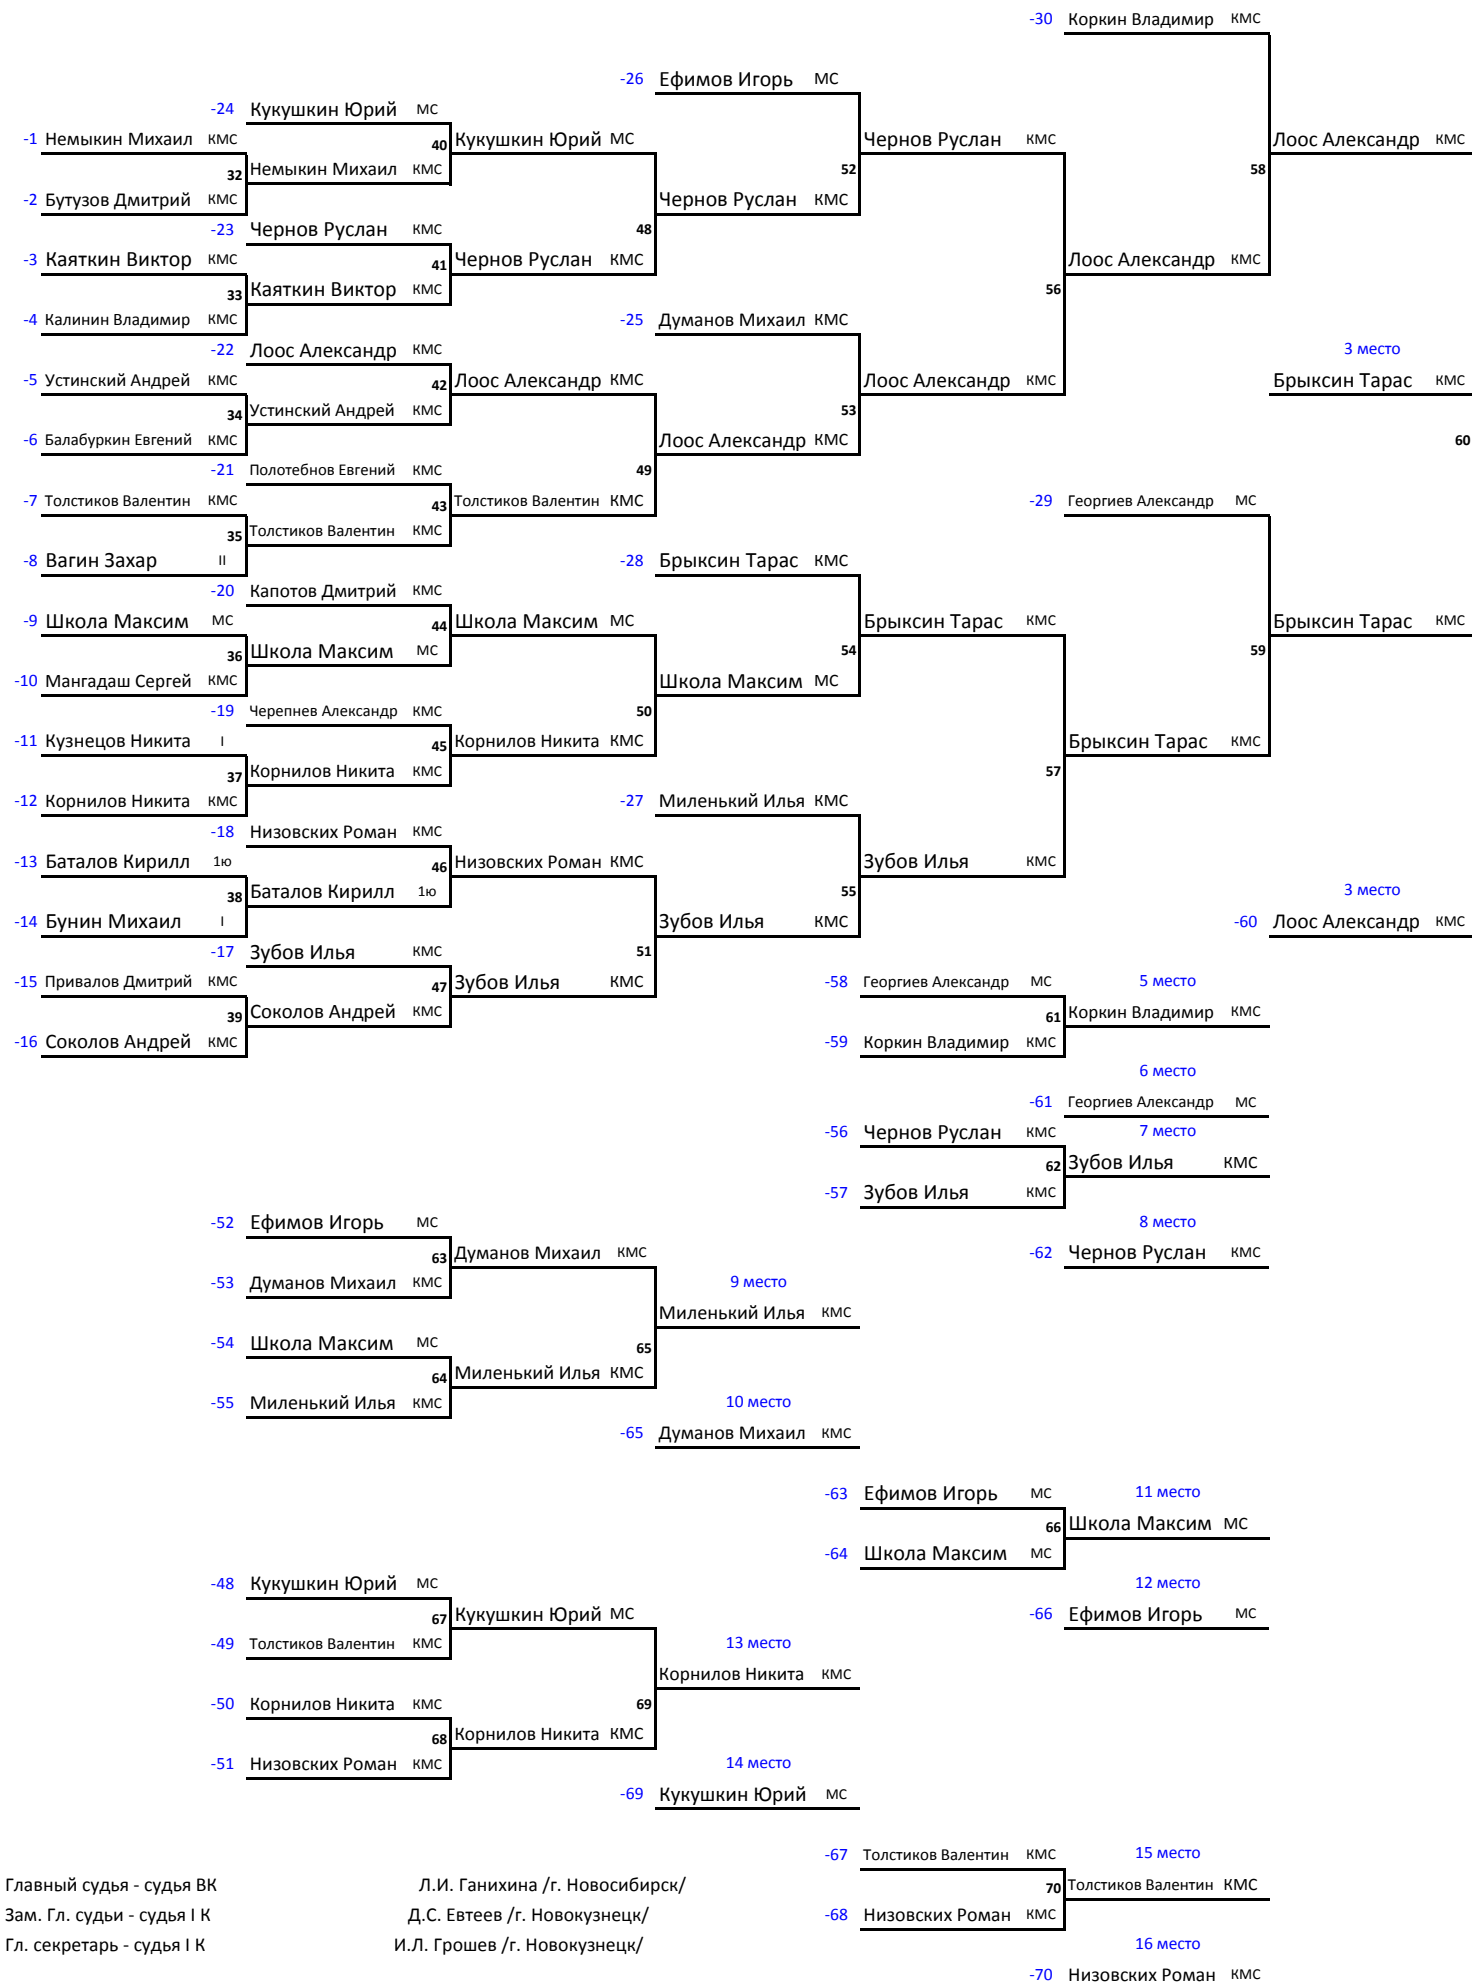 -30 Коркин Владимир КМС
-26 Ефимов Игорь МС
-24 Кукушкин Юрий МС
-1 Немыкин Михаил КМС 40 Кукушкин Юрий МС Чернов Руслан КМС Лоос Александр КМС
32 Немыкин Михаил КМС 52 58
-2 Бутузов Дмитрий КМС Чернов Руслан КМС
-23 Чернов Руслан КМС 48
-3 Каяткин Виктор КМС 41 Чернов Руслан КМС Лоос Александр КМС
33 Каяткин Виктор КМС 56
-4 Калинин Владимир КМС -25 Думанов Михаил КМС
-22 Лоос Александр КМС 3 место
-5 Устинский Андрей КМС 42 Лоос Александр КМС Лоос Александр КМС Брыксин Тарас КМС
34 Устинский Андрей КМС 53
-6 Балабуркин Евгений КМС Лоос Александр КМС 60
-21 Полотебнов Евгений КМС 49
-7 Толстиков Валентин КМС 43 Толстиков Валентин КМС -29 Георгиев Александр МС
35 Толстиков Валентин КМС
-8 Вагин Захар II -28 Брыксин Тарас КМС
-20 Капотов Дмитрий КМС
-9 Школа Максим МС 44 Школа Максим МС Брыксин Тарас КМС Брыксин Тарас КМС
36 Школа Максим МС 54 59
-10 Мангадаш Сергей КМС Школа Максим МС
-19 Черепнев Александр КМС 50
-11 Кузнецов Никита I 45 Корнилов Никита КМС Брыксин Тарас КМС
37 Корнилов Никита КМС 57
-12 Корнилов Никита КМС -27 Миленький Илья КМС
-18 Низовских Роман КМС
-13 Баталов Кирилл 1ю 46 Низовских Роман КМС Зубов Илья КМС
38 Баталов Кирилл 1ю 55 3 место
-14 Бунин Михаил I Зубов Илья КМС -60 Лоос Александр КМС
-17 Зубов Илья КМС 51
-15 Привалов Дмитрий КМС 47 Зубов Илья КМС -58 Георгиев Александр МС 5 место
39 Соколов Андрей КМС 61 Коркин Владимир КМС
-16 Соколов Андрей КМС -59 Коркин Владимир КМС
6 место
-61 Георгиев Александр МС
-56 Чернов Руслан КМС 7 место
62 Зубов Илья КМС
-57 Зубов Илья КМС
-52 Ефимов Игорь МС 8 место
63 Думанов Михаил КМС -62 Чернов Руслан КМС
-53 Думанов Михаил КМС 9 место
Миленький Илья КМС
-54 Школа Максим МС 65
64 Миленький Илья КМС
-55 Миленький Илья КМС 10 место
-65 Думанов Михаил КМС
-63 Ефимов Игорь МС 11 место
66 Школа Максим МС
-64 Школа Максим МС
-48 Кукушкин Юрий МС 12 место
67 Кукушкин Юрий МС -66 Ефимов Игорь МС
-49 Толстиков Валентин КМС 13 место
Корнилов Никита КМС
-50 Корнилов Никита КМС 69
68 Корнилов Никита КМС
-51 Низовских Роман КМС 14 место
-69 Кукушкин Юрий МС
-67 Толстиков Валентин КМС 15 место
Главный судья - судья ВК Л.И. Ганихина /г. Новосибирск/ 70 Толстиков Валентин КМС
Зам. Гл. судьи - судья I К Д.С. Евтеев /г. Новокузнецк/ -68 Низовских Роман КМС
Гл. секретарь - судья I К И.Л. Грошев /г. Новокузнецк/ 16 место
-70 Низовских Роман КМС